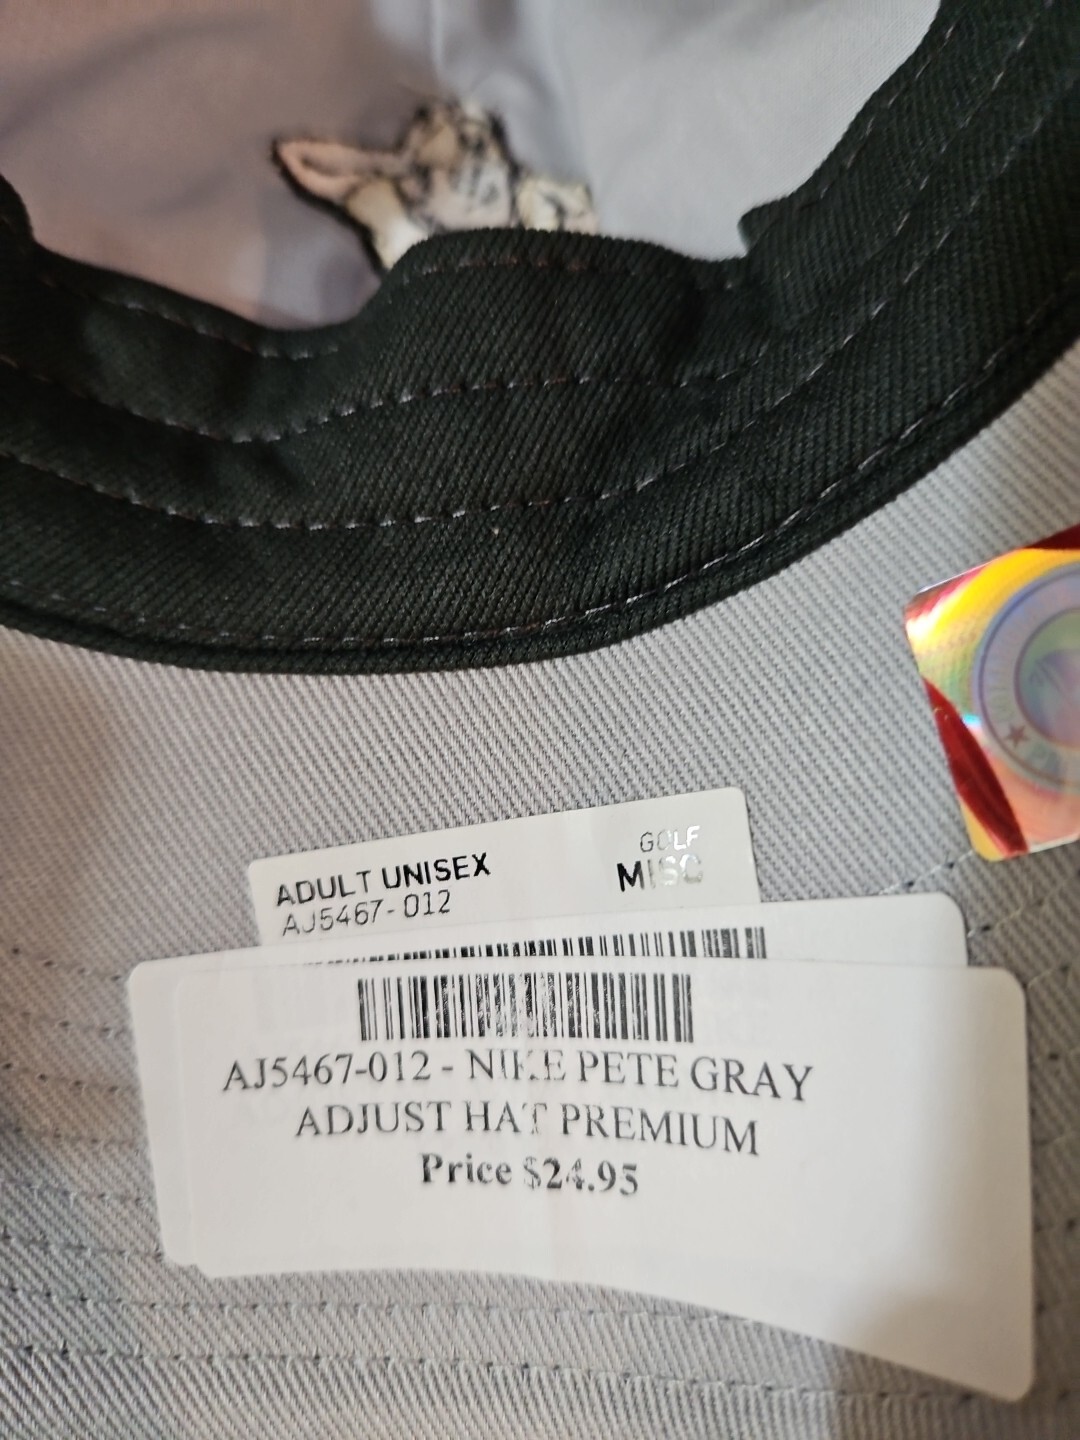 ADULT UNISEX
GOLF
AJ5467-012
MISC
AJ5467-012 - NIKE PETE GRAY
ADJUST HAT PREMIUM
Price $24.95